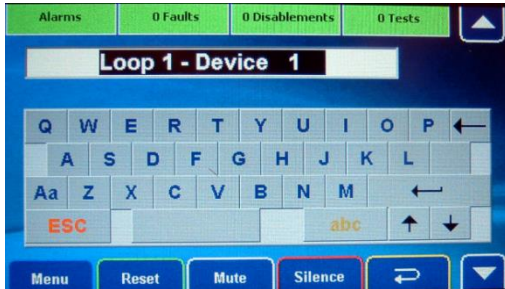 Alarms 0 Faults 0 Disablements 0 Tests
Loop 1 - Device 1
Q W E R T Y U I O P
A S D F G H J K L
Aa Z X C V B N M
ESC abc
Menu Reset Mute Silence